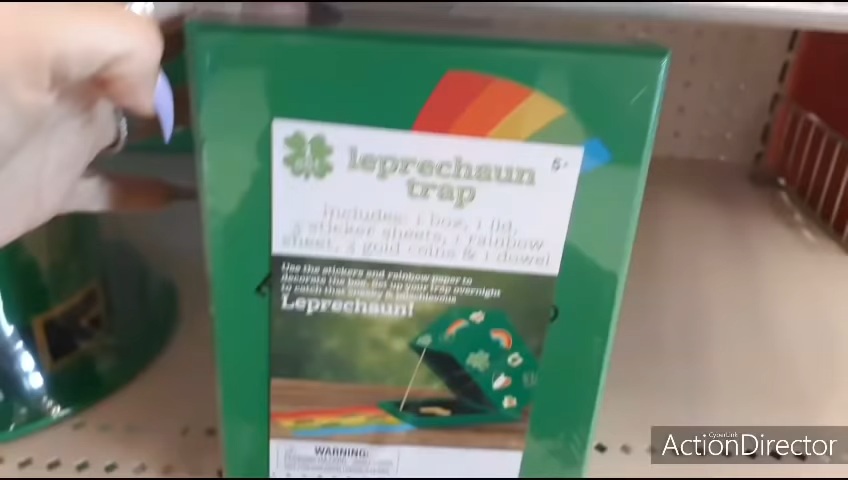 leprechaun
trap
6+
includes: 1 box, 1 lid,
3 sticker sheets, 1 rainbow
sheet, 4 gold coins & 1 dowel
Use the stickers and rainbow paper to
decorate the box. Set up your trap overnight
to catch that sneaky & mischievous
Leprechaun!
WARNING:
CyberLink
ActionDirector